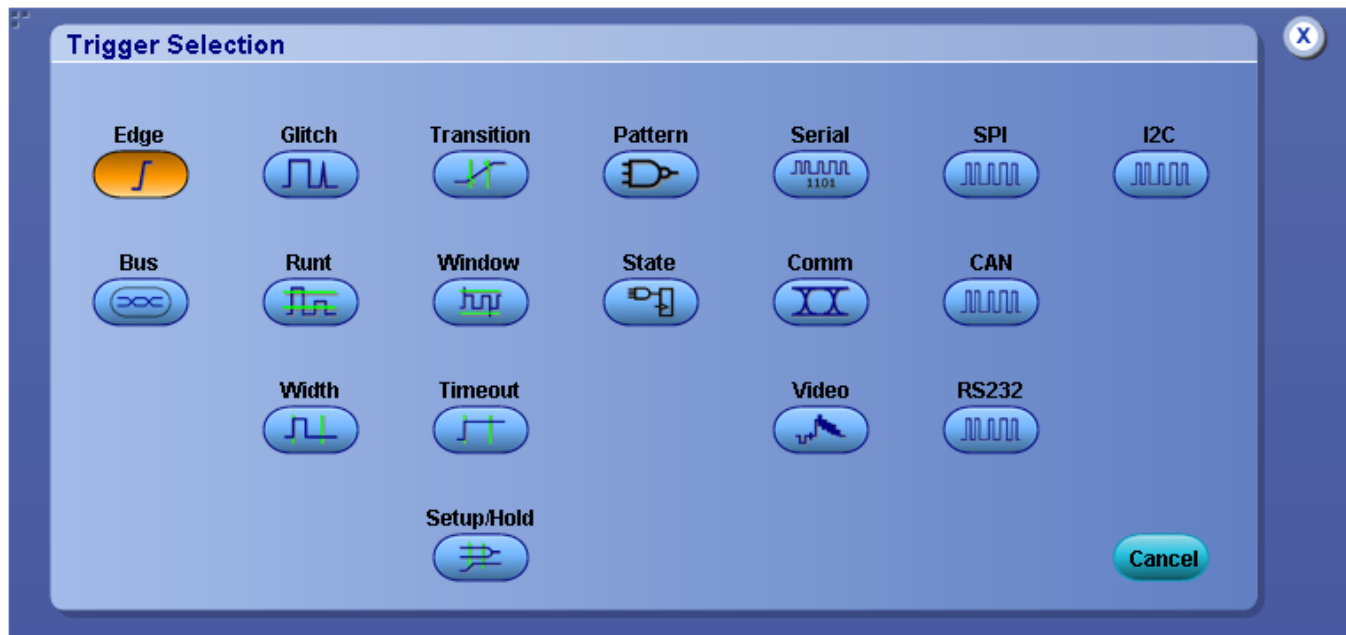 Trigger Selection
X
Edge Glitch Transition Pattern Serial SPI I2C
1101
Bus Runt Window State Comm CAN
Width Timeout Video RS232
Setup/Hold
Cancel